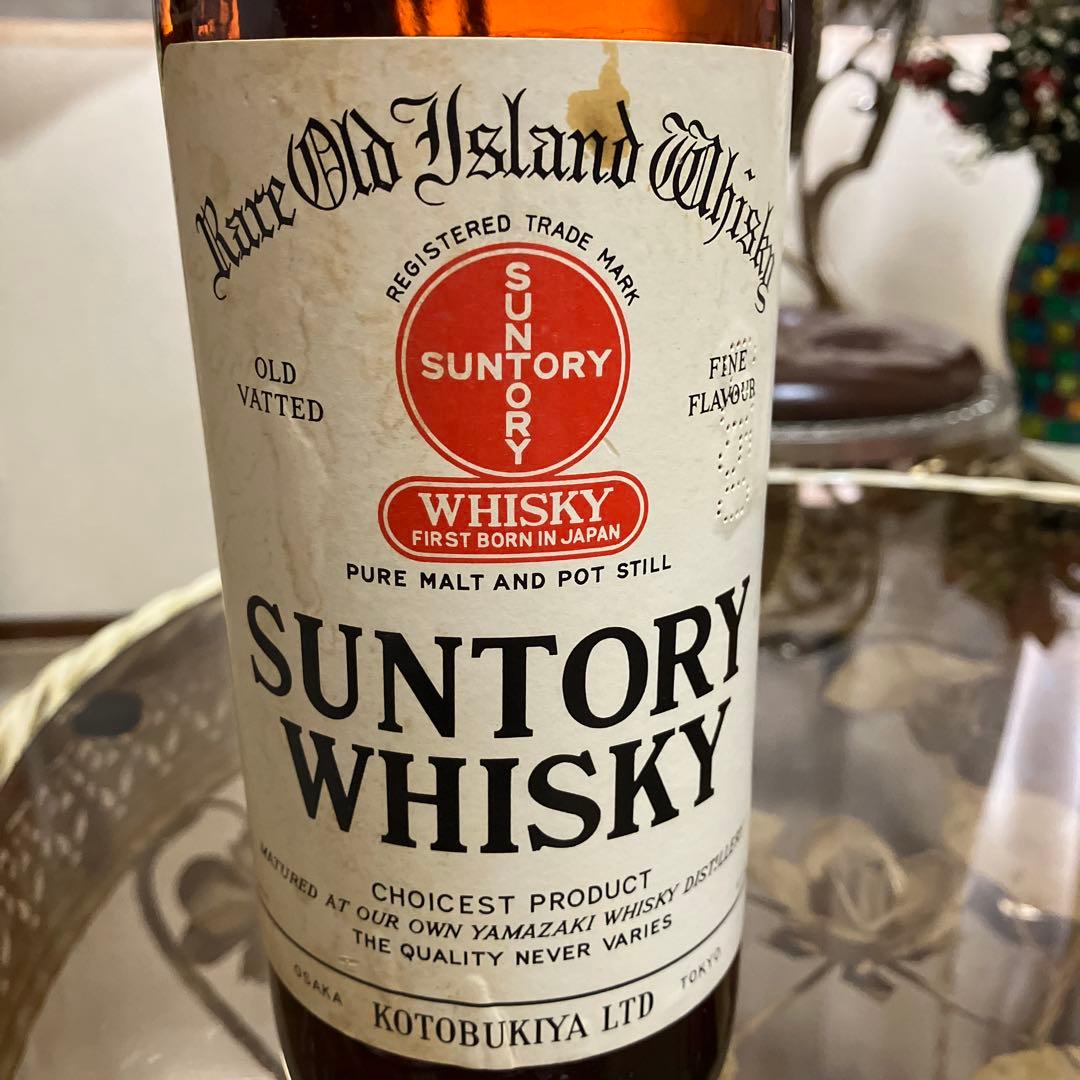 Rare Old Island Whiskys
REGISTERED TRADE MARK
SUNTORY
SUNTORY
OLD
VATTED
FINE
FLAVOUR
WHISKY
FIRST BORN IN JAPAN
PURE MALT AND POT STILL
SUNTORY
WHISKY
CHOICEST PRODUCT
MATURED AT OUR OWN YAMAZAKI WHISKY DISTILLERY
THE QUALITY NEVER VARIES
OSAKA KOTOBUKIYA LTD TOKYO